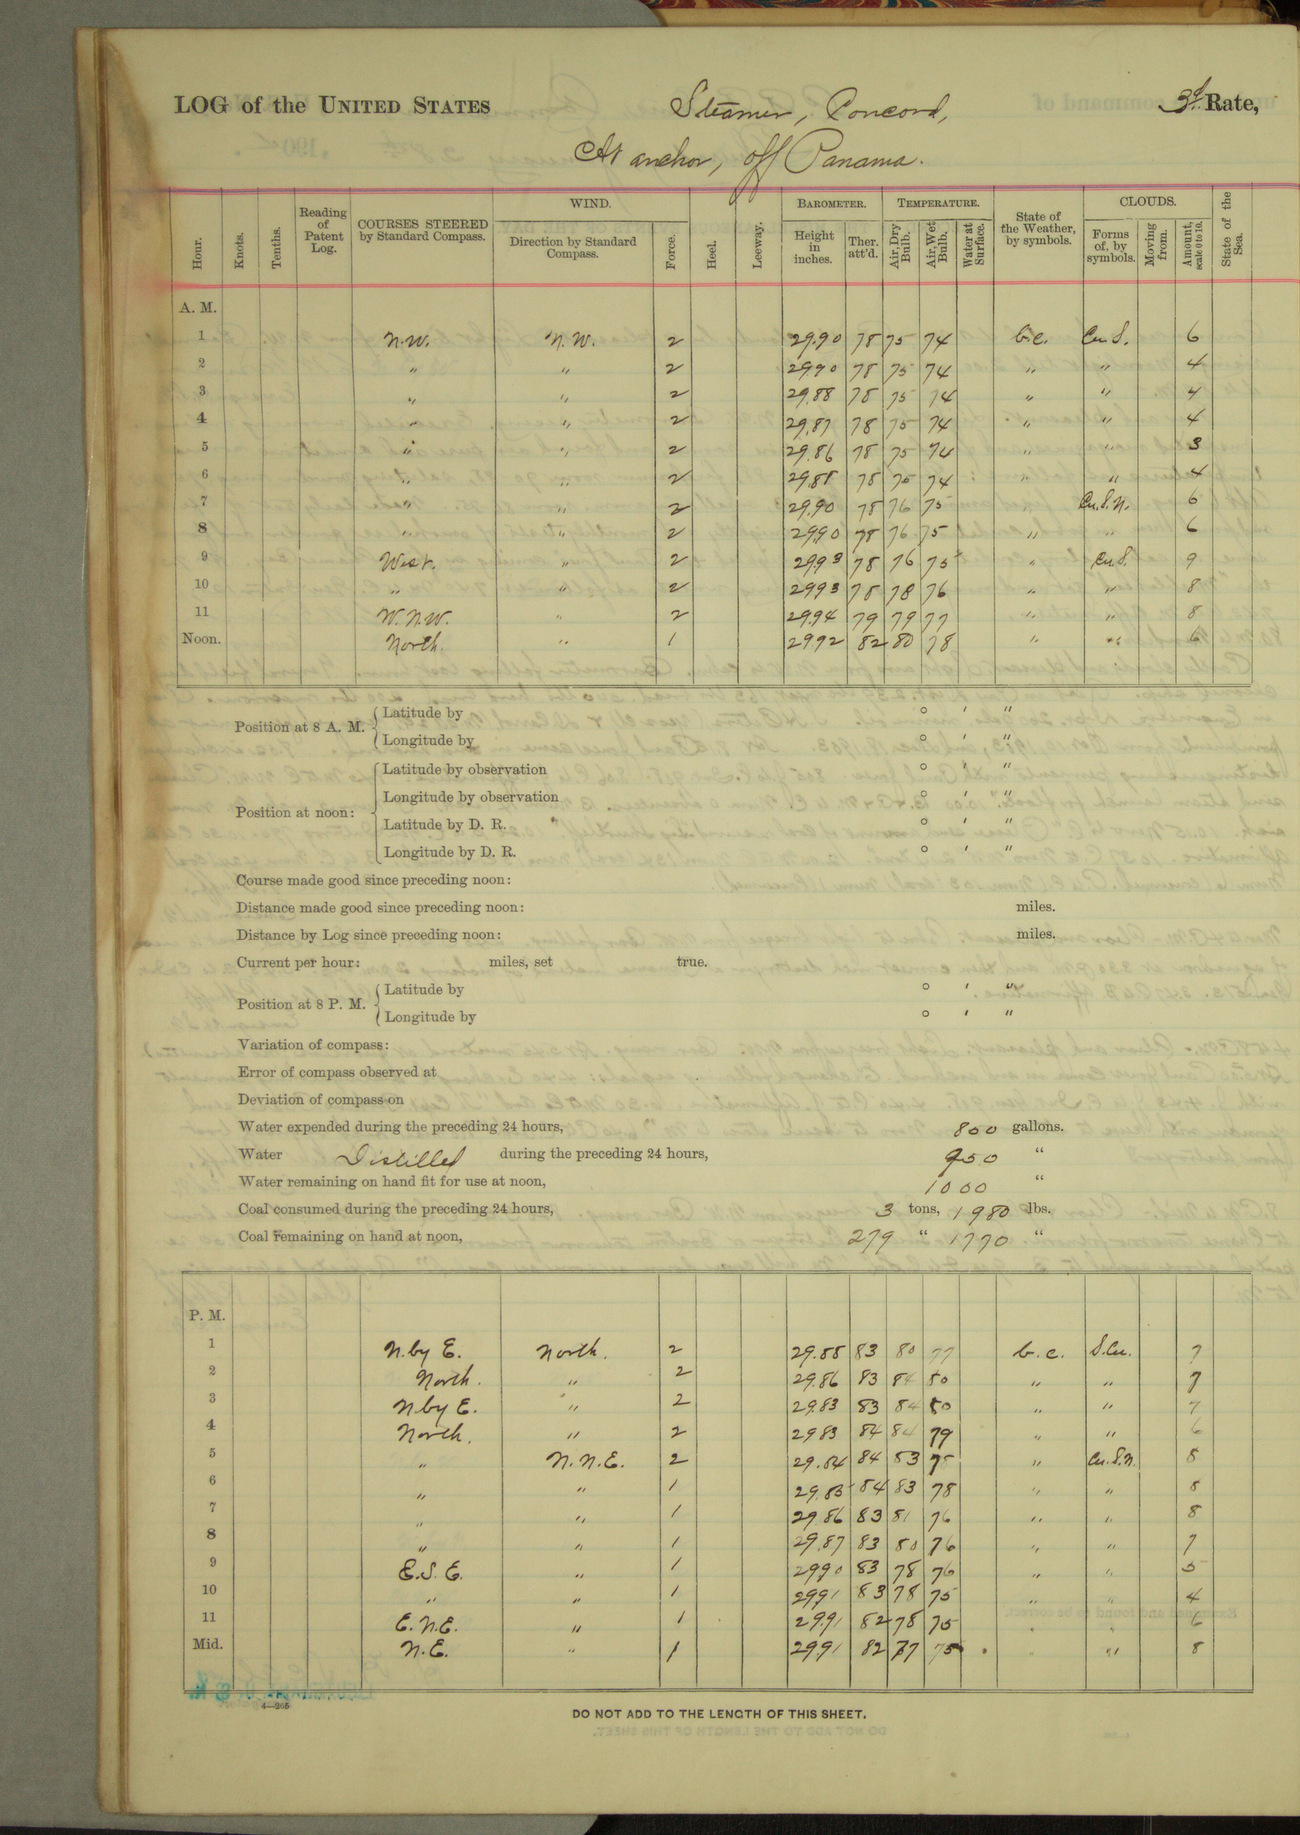 LOG of the UNITED STATES Steamer, Concord, 3d Rate,
At anchor, off Panama.
Hour. Knots. Tenths. Reading of Patent Log. COURSES STEERED by Standard Compass. WIND. Direction by Standard Compass. Force. Heel. Leeway. BAROMETER. Height in inches. Ther. att'd. TEMPERATURE. Air, Dry Bulb. Air, Wet Bulb. Water at Surface. State of the Weather, by symbols. CLOUDS. Forms of, by symbols. Moving from. Amount, scale 0 to 10. State of the Sea.
A. M.
1 N.W. N.W. 2 29.90 78 75 74 b.c. Cu.S. 6
2 " " 2 29.90 78 75 74 " " 4
3 " " 2 29.88 78 75 74 " " 4
4 " " 2 29.87 78 75 74 " " 4
5 " " 2 29.86 78 75 74 " " 3
6 " " 2 29.88 78 75 74 " " 4
7 " " 2 29.90 78 76 75 " Cu.S.N. 6
8 " " 2 29.90 78 76 75 " " 6
9 West. " 2 29.93 78 76 75 " Cu.S. 9
10 " " 2 29.93 78 78 76 " " 8
11 W.N.W. " 2 29.94 79 79 77 " " 8
Noon. North. " 1 29.92 82 80 78 " " 6
Position at 8 A. M. Latitude by ° ' "
Longitude by ° ' "
Position at noon: Latitude by observation ° ' "
Longitude by observation ° ' "
Latitude by D. R. ° ' "
Longitude by D. R. ° ' "
Course made good since preceding noon:
Distance made good since preceding noon: miles.
Distance by Log since preceding noon: miles.
Current per hour: miles, set true.
Position at 8 P. M. Latitude by ° ' "
Longitude by ° ' "
Variation of compass:
Error of compass observed at
Deviation of compass on
Water expended during the preceding 24 hours, 800 gallons.
Water Distilled during the preceding 24 hours, 950 "
Water remaining on hand fit for use at noon, 1000 "
Coal consumed during the preceding 24 hours, 3 tons, 1980 lbs.
Coal remaining on hand at noon, 279 " 1770 "
P. M.
1 N. by E. North. 2 29.88 83 80 77 b.c. S.Cu. 7
2 North. " 2 29.86 83 84 80 " " 7
3 N. by E. " 2 29.83 83 84 80 " " 7
4 North. " 2 29.83 84 84 79 " " 6
5 " N.N.E. 2 29.84 84 83 " Cu.S.N. 8
6 " " 1 29.85 84 83 78 " " 8
7 " " 1 29.86 83 81 76 " " 8
8 " " 1 29.87 83 80 76 " " 7
9 E.S.E. " 1 29.90 83 78 76 " " 5
10 " " 1 29.91 83 78 75 " " 4
11 E.N.E. " 1 29.91 82 78 75 " " 6
Mid. N.E. " 1 29.91 82 77 75 " " 8
4—265
DO NOT ADD TO THE LENGTH OF THIS SHEET.